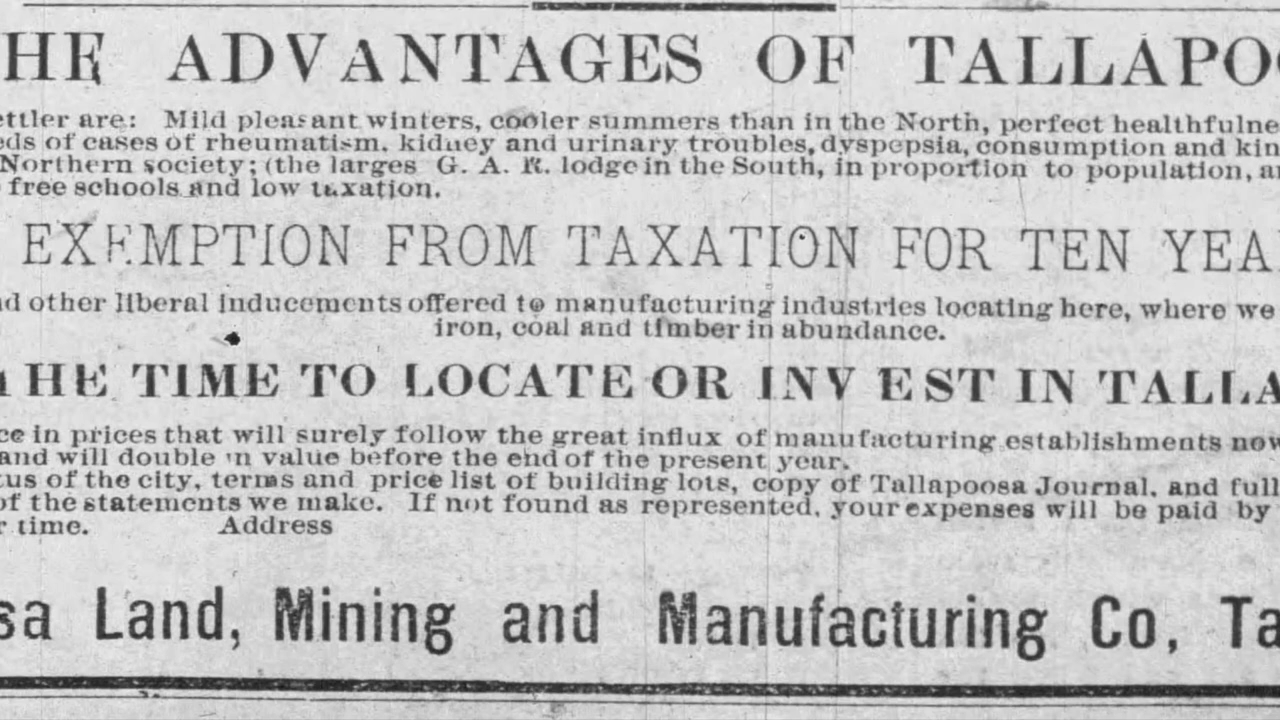 HE ADVANTAGES OF TALLAPO
ettler are: Mild pleasant winters, cooler summers than in the North, perfect healthfulne
eds of cases of rheumatism. kidney and urinary troubles, dyspepsia, consumption and kin
Northern society; (the larges G. A. R. lodge in the South, in proportion to population, a
free schools and low taxation.
EXEMPTION FROM TAXATION FOR TEN YEA
d other liberal inducements offered to manufacturing industries locating here, where we
iron, coal and timber in abundance.
HE TIME TO LOCATE OR INVEST IN TALLA
ce in prices that will surely follow the great influx of manufacturing establishments now
and will double in value before the end of the present year.
tus of the city, terms and price list of building lots, copy of Tallapoosa Journal. and full
of the statements we make. If not found as represented, your expenses will be paid by
r time. Address
sa Land, Mining and Manufacturing Co, Ta